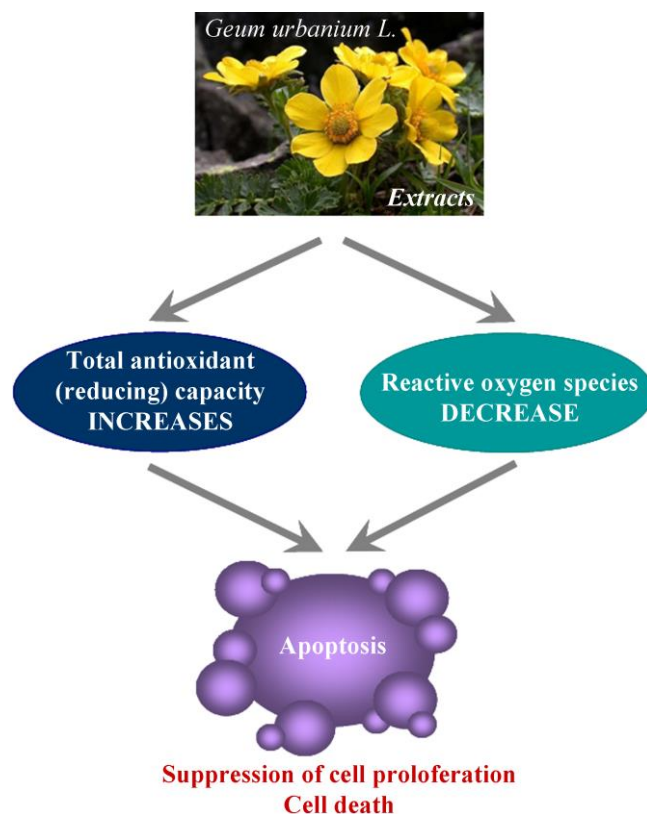 Geum urbanium L.
Extracts
Total antioxidant
(reducing) capacity
INCREASES
Reactive oxygen species
DECREASE
Apoptosis
Suppression of cell proloferation
Cell death